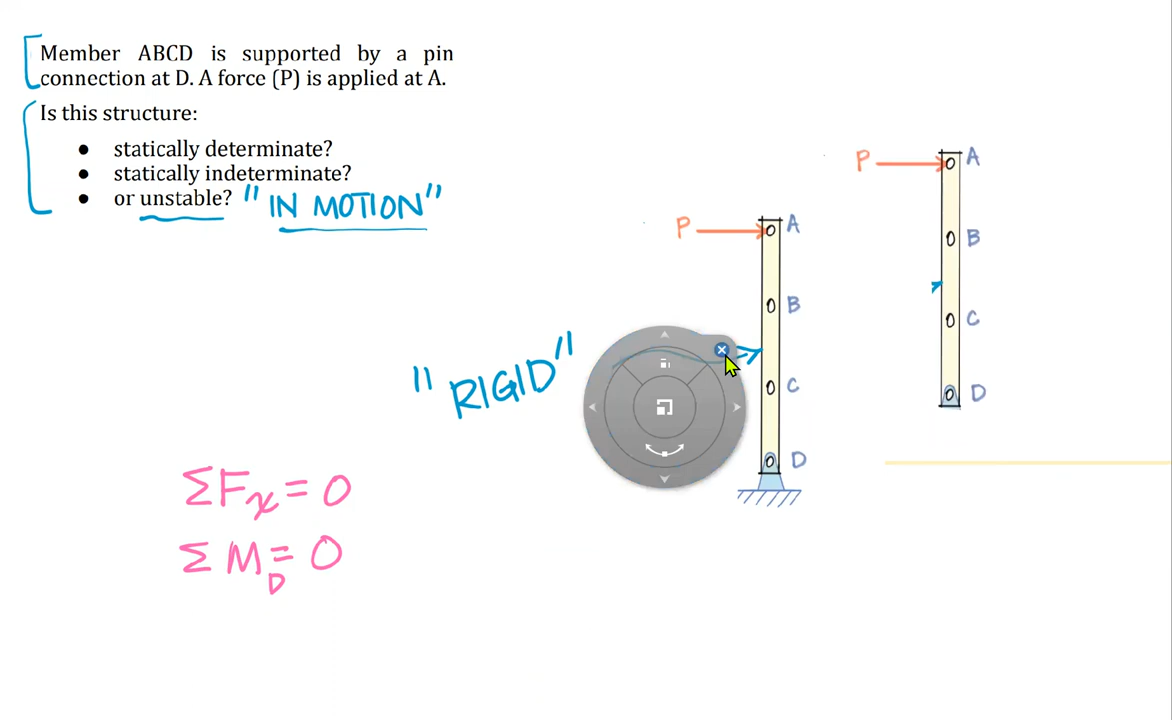 Member ABCD is supported by a pin
connection at D. A force (P) is applied at A.
Is this structure:
• statically determinate?
• statically indeterminate?
• or unstable? "IN MOTION"
P A
B
C
D
P A
B
C
D
"RIGID"
ΣFx = 0
ΣM_D = 0